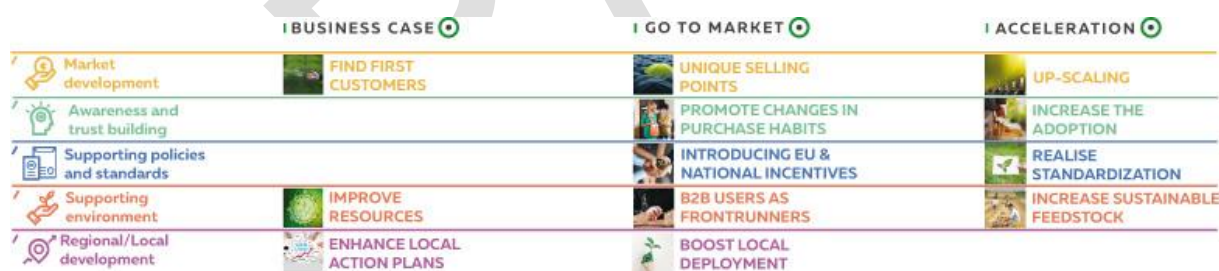 BUSINESS CASE
GO TO MARKET
ACCELERATION
Market
development
FIND FIRST
CUSTOMERS
UNIQUE SELLING
POINTS
UP-SCALING
Awareness and
trust building
PROMOTE CHANGES IN
PURCHASE HABITS
INCREASE THE
ADOPTION
Supporting policies
and standards
INTRODUCING EU &
NATIONAL INCENTIVES
REALISE
STANDARDIZATION
Supporting
environment
IMPROVE
RESOURCES
B2B USERS AS
FRONTRUNNERS
INCREASE SUSTAINABLE
FEEDSTOCK
Regional/Local
development
ENHANCE LOCAL
ACTION PLANS
BOOST LOCAL
DEPLOYMENT